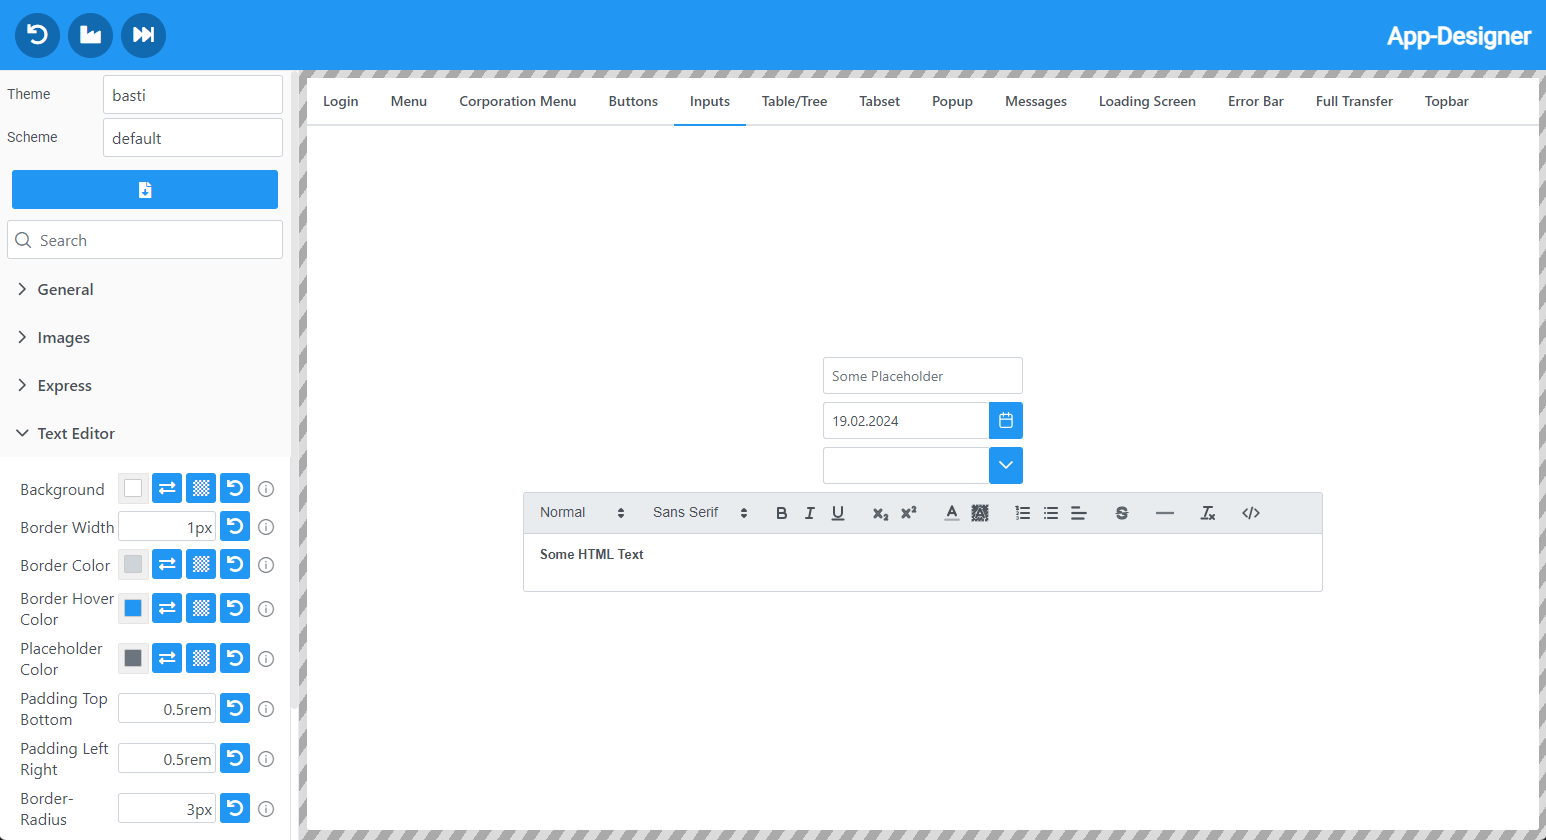 App-Designer
Theme
basti
Scheme
default
Search
General
Images
Express
Text Editor
Background
Border Width
1px
Border Color
Border Hover
Color
Placeholder
Color
Padding Top
Bottom
0.5rem
Padding Left
Right
0.5rem
Border-
Radius
3px
Login Menu Corporation Menu Buttons Inputs Table/Tree Tabset Popup Messages Loading Screen Error Bar Full Transfer Topbar
Some Placeholder
19.02.2024
Normal Sans Serif B I U X₂ X² A A S Tx </>
Some HTML Text